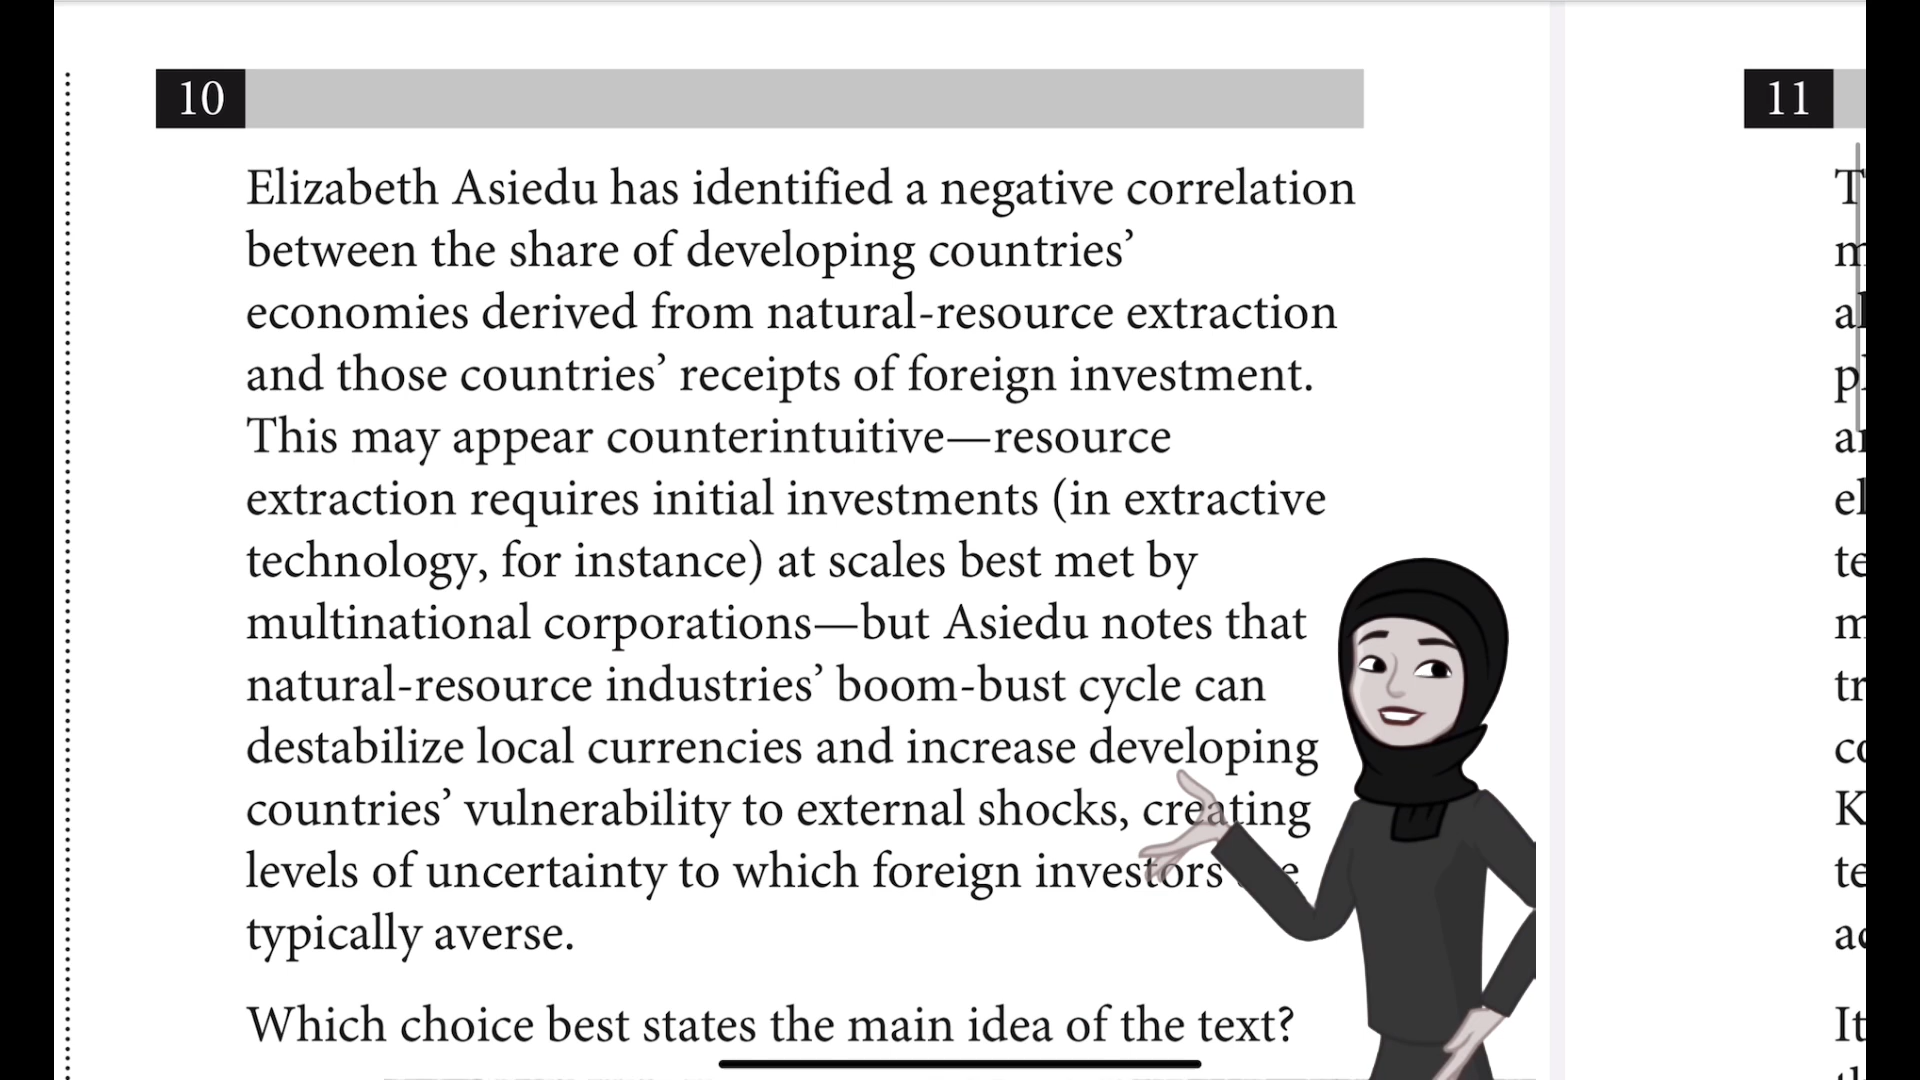 10
Elizabeth Asiedu has identified a negative correlation
between the share of developing countries’
economies derived from natural-resource extraction
and those countries’ receipts of foreign investment.
This may appear counterintuitive—resource
extraction requires initial investments (in extractive
technology, for instance) at scales best met by
multinational corporations—but Asiedu notes that
natural-resource industries’ boom-bust cycle can
destabilize local currencies and increase developing
countries’ vulnerability to external shocks, creating
levels of uncertainty to which foreign investors
typically averse.
Which choice best states the main idea of the text?
11